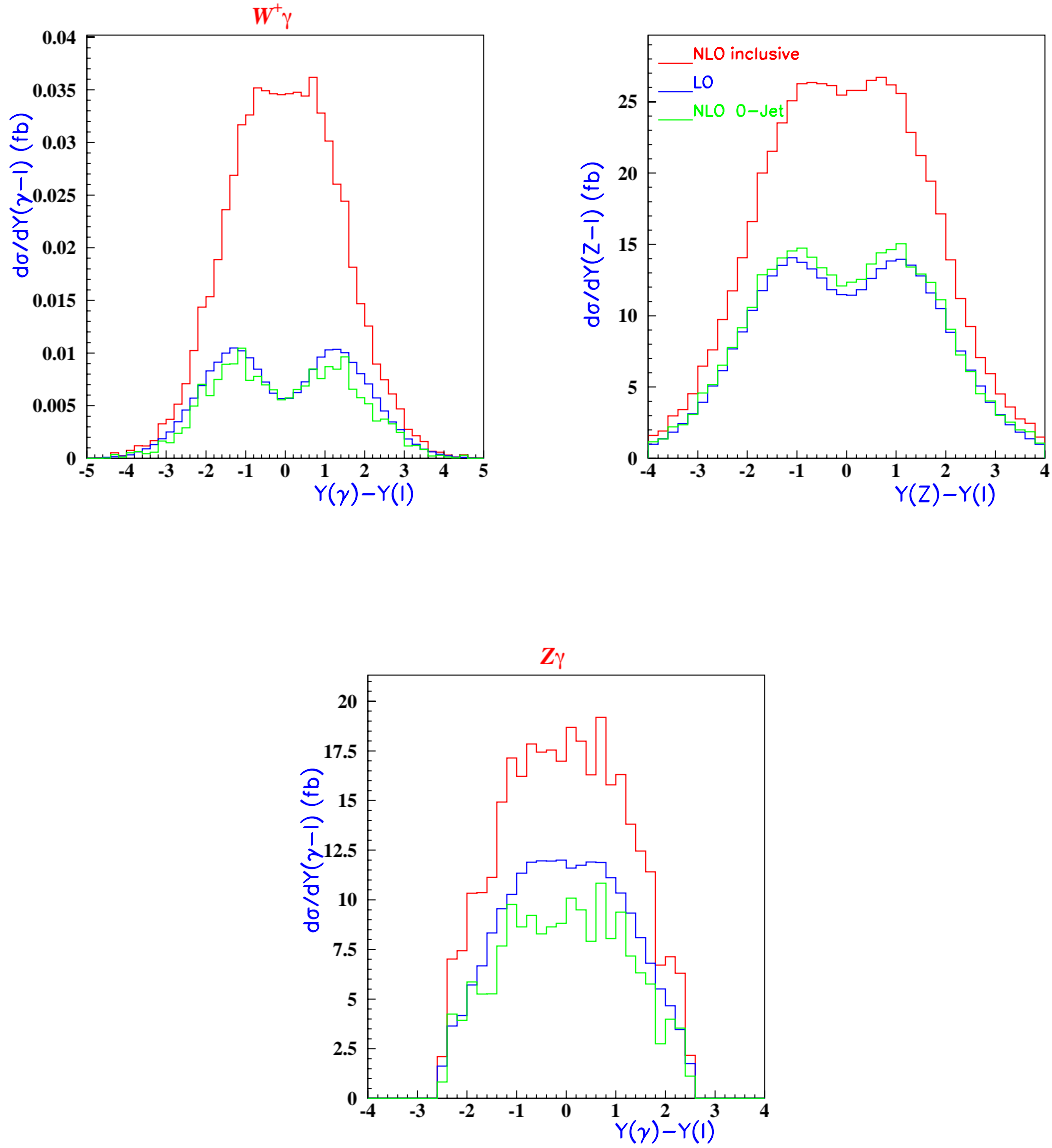 W⁺γ
dσ/dY(γ−l) (fb)
0.04
0.035
0.03
0.025
0.02
0.015
0.01
0.005
0
-5 -4 -3 -2 -1 0 1 2 3 4 5
Y(γ)−Y(l)
NLO inclusive
LO
NLO 0−Jet
dσ/dY(Z−l) (fb)
25
20
15
10
5
0
-4 -3 -2 -1 0 1 2 3 4
Y(Z)−Y(l)
Zγ
dσ/dY(γ−l) (fb)
20
17.5
15
12.5
10
7.5
5
2.5
0
-4 -3 -2 -1 0 1 2 3 4
Y(γ)−Y(l)